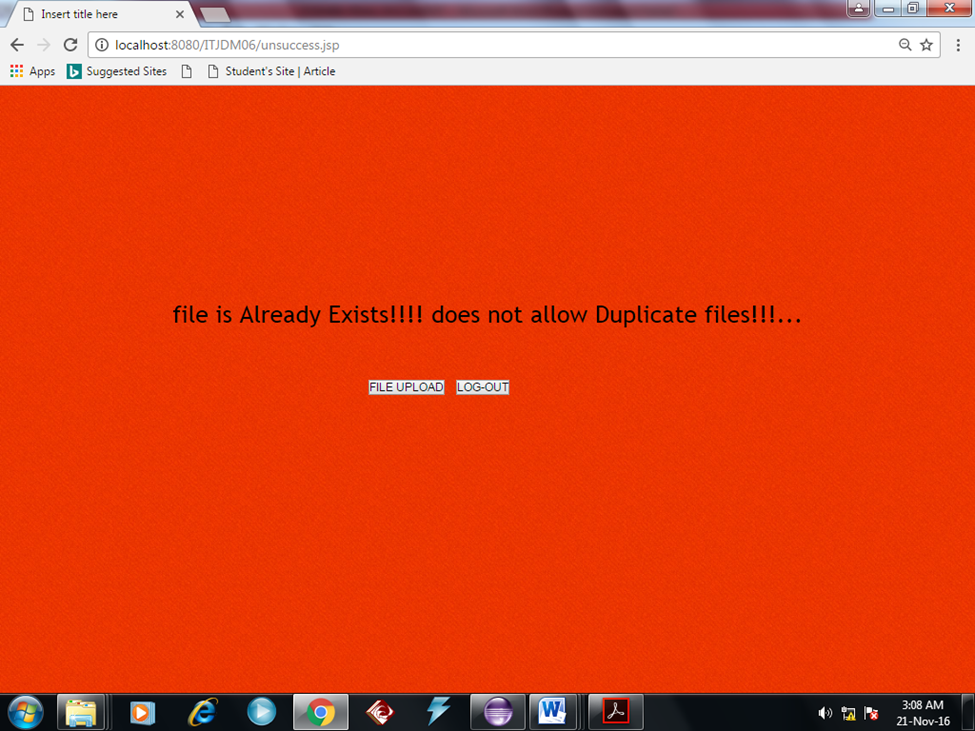 Insert title here
localhost:8080/ITJDM06/unsuccess.jsp
Apps Suggested Sites Student's Site | Article
file is Already Exists!!!! does not allow Duplicate files!!!...
FILE UPLOAD LOG-OUT
3:08 AM
21-Nov-16